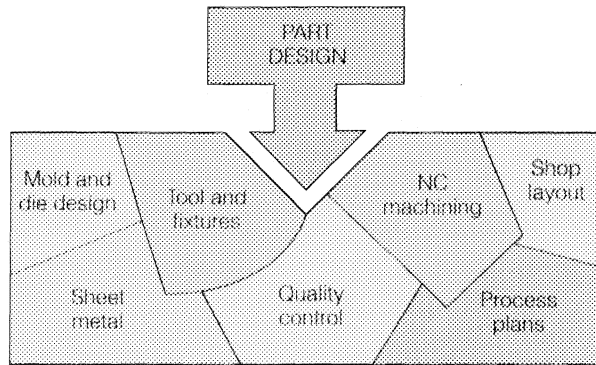 PART
DESIGN
Mold and
die design
Tool and
fixtures
NC
machining
Shop
layout
Sheet
metal
Quality
control
Process
plans